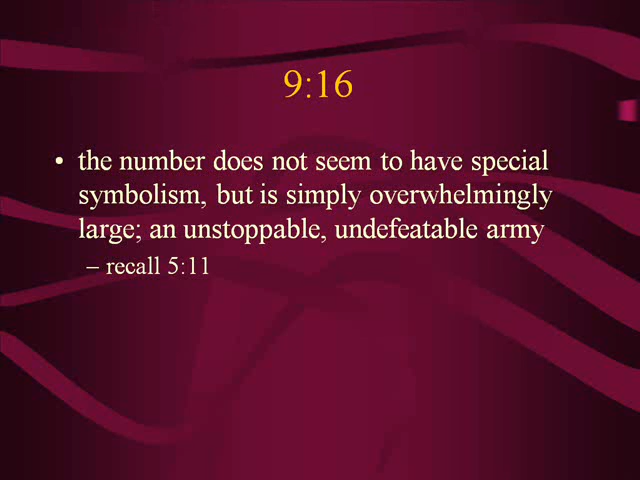 9:16
• the number does not seem to have special
symbolism, but is simply overwhelmingly
large; an unstoppable, undefeatable army
– recall 5:11